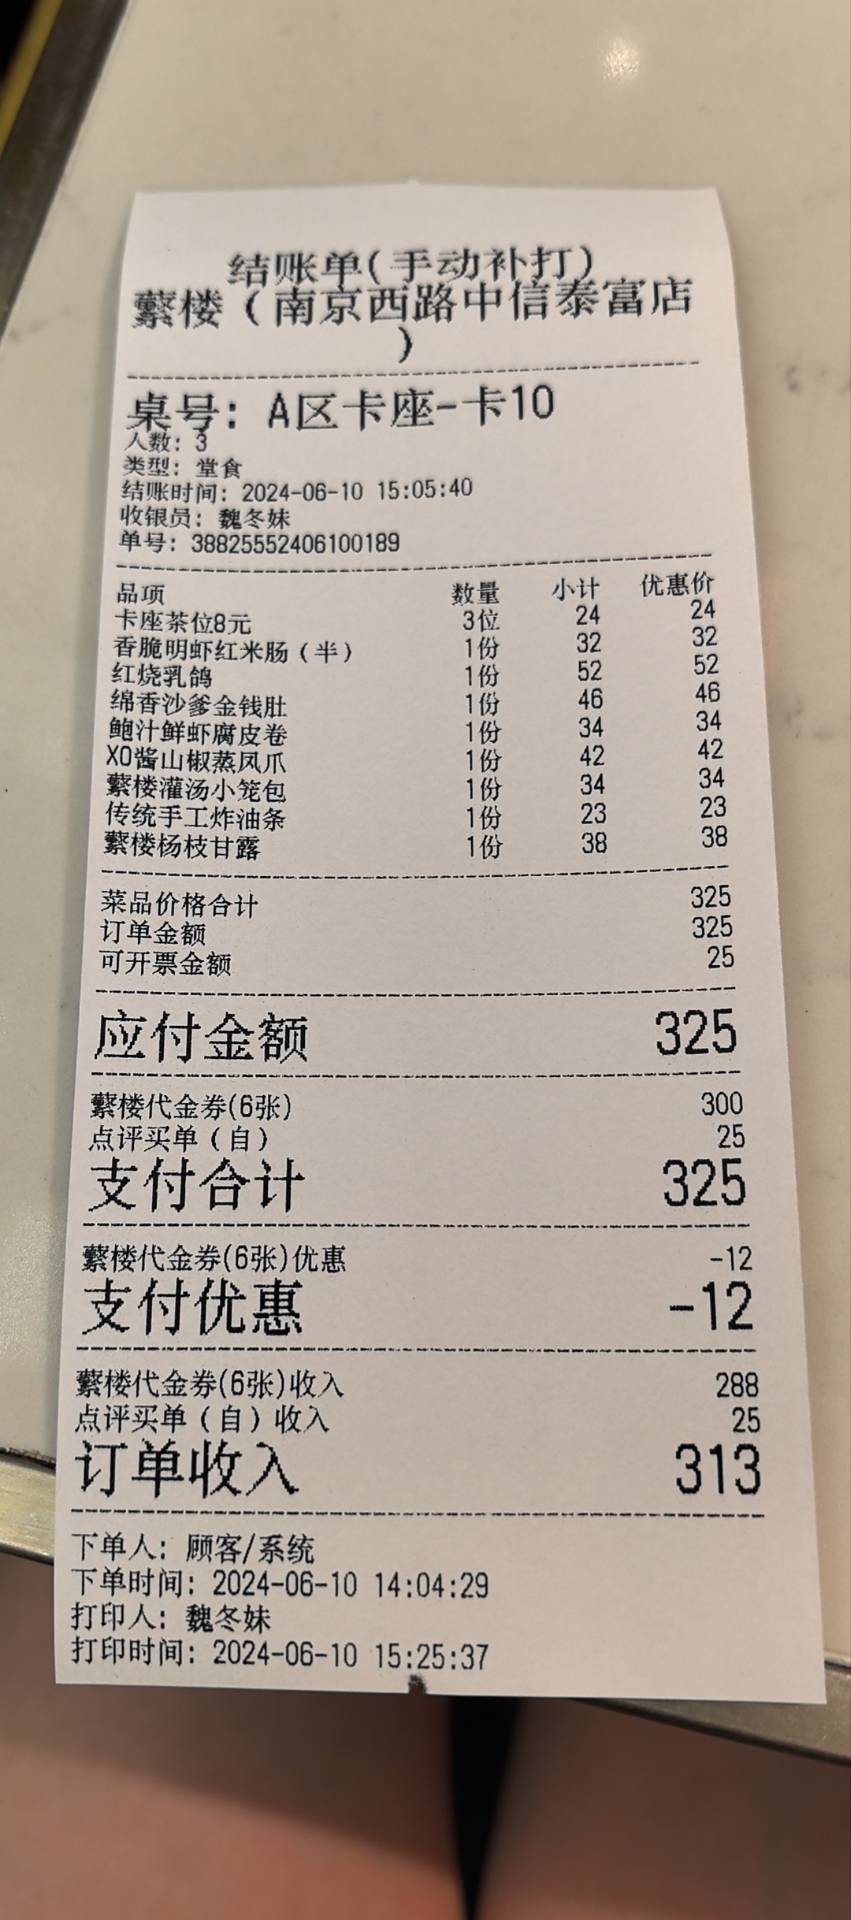 结账单(手动补打)
蘩楼（南京西路中信泰富店
）
桌号: A区卡座-卡10
人数: 3
类型: 堂食
结账时间: 2024-06-10 15:05:40
收银员: 魏冬妹
单号: 38825552406100189
品项 数量 小计 优惠价
卡座茶位8元 3位 24 24
香脆明虾红米肠（半） 1份 32 32
红烧乳鸽 1份 52 52
绵香沙爹金钱肚 1份 46 46
鲍汁鲜虾腐皮卷 1份 34 34
XO酱山椒蒸凤爪 1份 42 42
蘩楼灌汤小笼包 1份 34 34
传统手工炸油条 1份 23 23
蘩楼杨枝甘露 1份 38 38
菜品价格合计 325
订单金额 325
可开票金额 25
应付金额 325
蘩楼代金券(6张) 300
点评买单（自） 25
支付合计 325
蘩楼代金券(6张)优惠 -12
支付优惠 -12
蘩楼代金券(6张)收入 288
点评买单（自）收入 25
订单收入 313
下单人: 顾客/系统
下单时间: 2024-06-10 14:04:29
打印人: 魏冬妹
打印时间: 2024-06-10 15:25:37